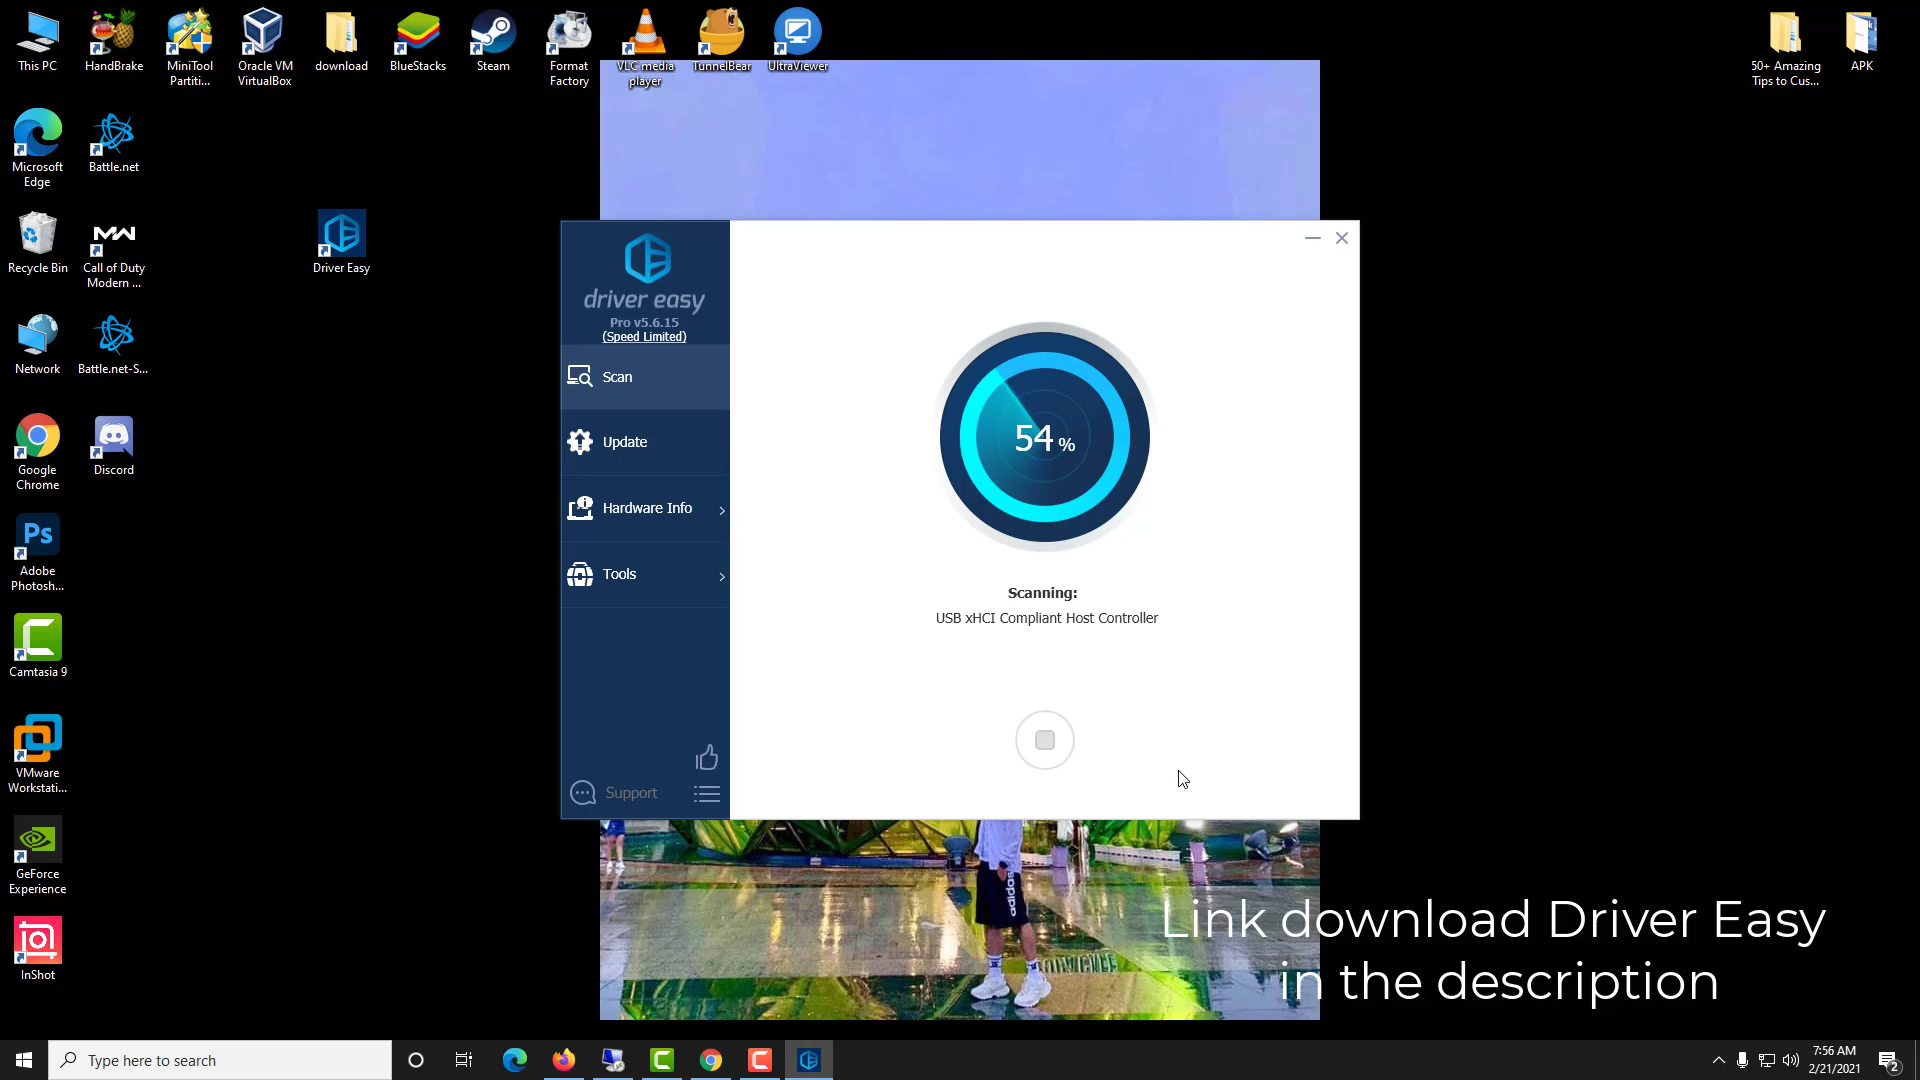 This PC
HandBrake
MiniTool
Partiti...
Oracle VM
VirtualBox
download
BlueStacks
Steam
Format
Factory
VLC media
player
TunnelBear
UltraViewer
50+ Amazing
Tips to Cus...
APK
Microsoft
Edge
Battle.net
Recycle Bin
Call of Duty
Modern ...
MW
Driver Easy
Network
Battle.net-S...
Google
Chrome
Discord
Ps
Adobe
Photosh...
Camtasia 9
VMware
Workstati...
GeForce
Experience
InShot
driver easy
Pro v5.6.15
(Speed Limited)
Scan
Update
Hardware Info
Tools
Support
54 %
Scanning:
USB xHCI Compliant Host Controller
adidas
Link download Driver Easy
in the description
Type here to search
7:56 AM
2/21/2021
2